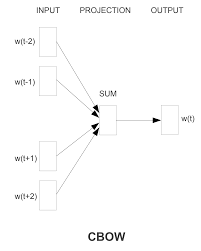 INPUT PROJECTION OUTPUT
w(t-2)
w(t-1)
SUM
w(t)
w(t+1)
w(t+2)
CBOW